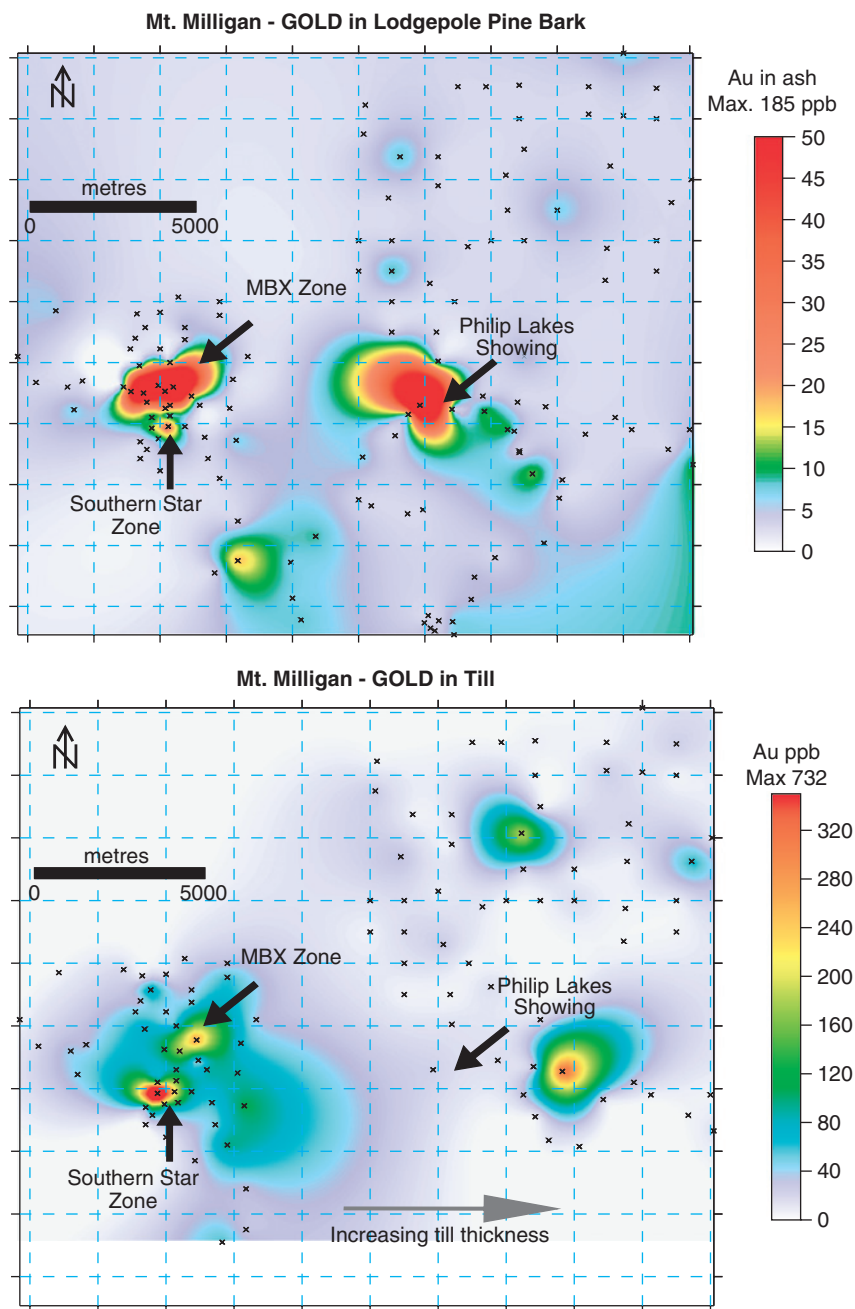 Mt. Milligan - GOLD in Lodgepole Pine Bark
N
Au in ash
Max. 185 ppb
metres
0 5000
MBX Zone
Philip Lakes
Showing
Southern Star
Zone
50
45
40
35
30
25
20
15
10
5
0
Mt. Milligan - GOLD in Till
N
Au ppb
Max 732
metres
0 5000
MBX Zone
Philip Lakes
Showing
Southern Star
Zone
Increasing till thickness
320
280
240
200
160
120
80
40
0